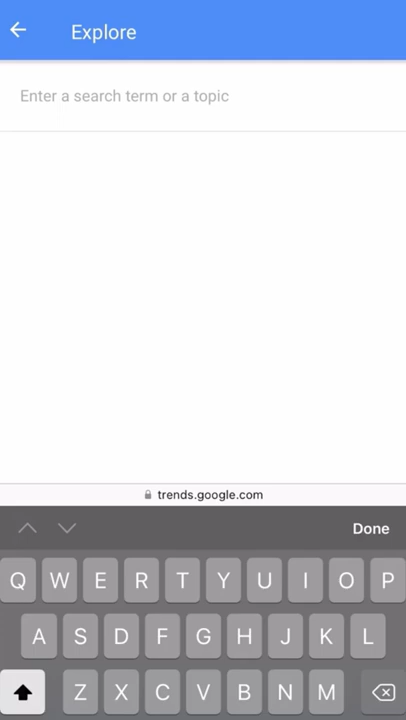 Explore
Enter a search term or a topic
trends.google.com
Done
Q W E R T Y U I O P
A S D F G H J K L
Z X C V B N M